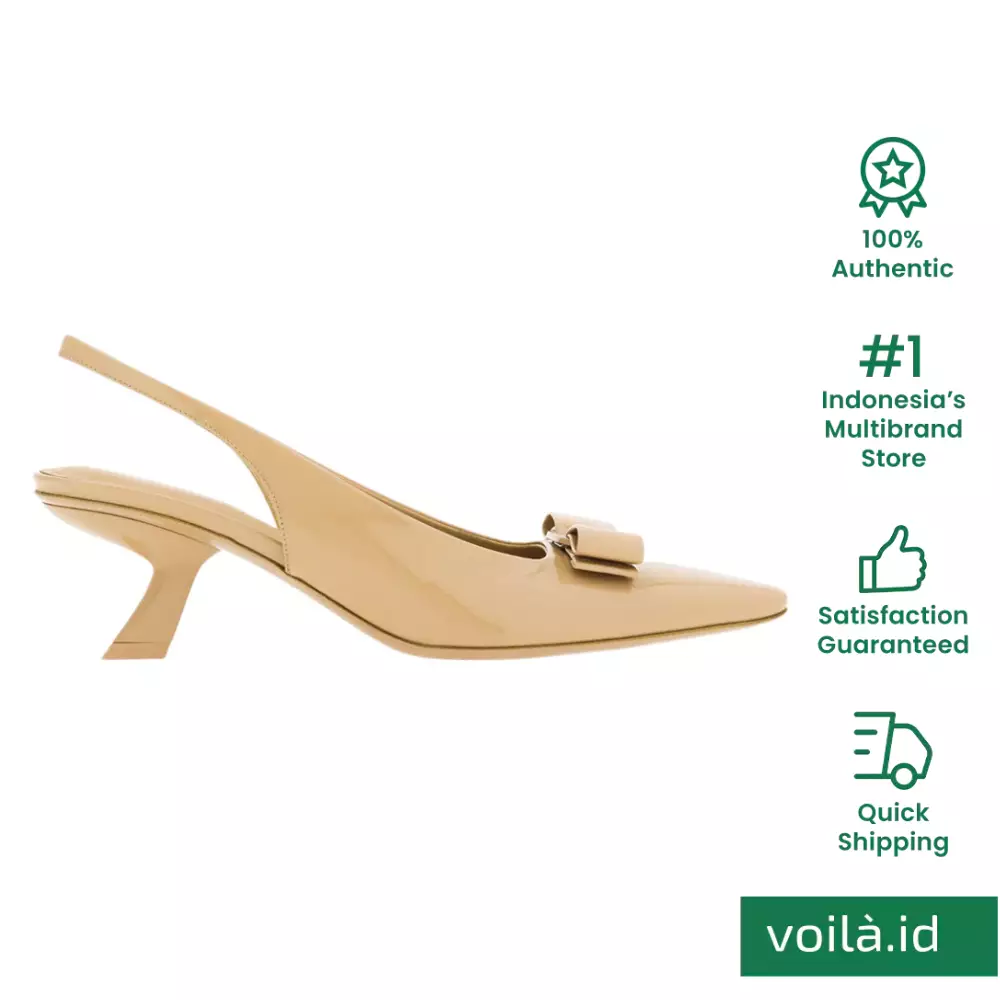 100%
Authentic
#1
Indonesia's
Multibrand
Store
Satisfaction
Guaranteed
Quick
Shipping
voilà.id